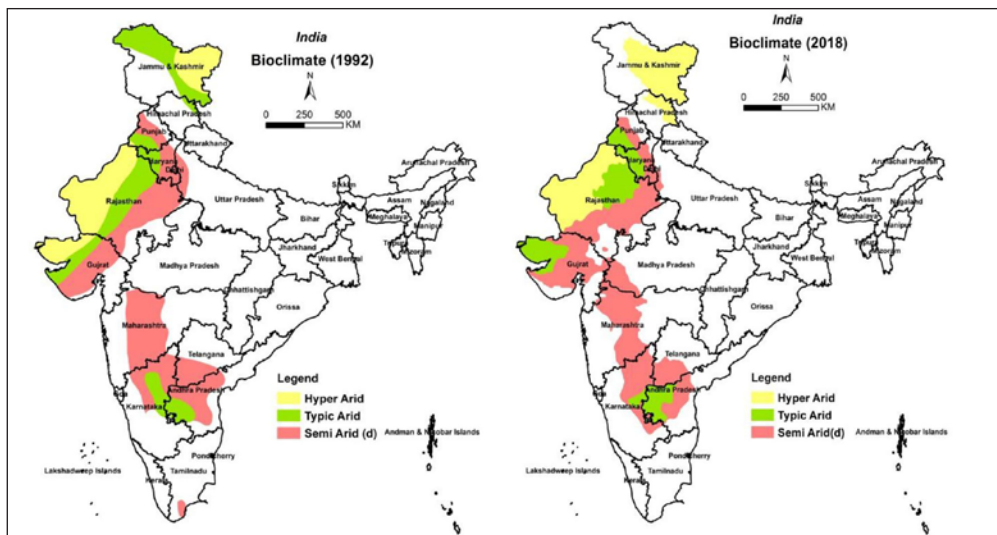 India
Bioclimate (1992)
N
0 250 500
KM
Jammu & Kashmir
Himachal Pradesh
Punjab
Uttarakhand
Haryana
Delhi
Rajasthan
Uttar Pradesh
Arunachal Pradesh
Sikkim
Assam
Nagaland
Meghalaya
Manipur
Tripura
Mizoram
Bihar
Jharkhand
West Bengal
Gujrat
Madhya Pradesh
Chhattishgarh
Orissa
Maharashtra
Telangana
Andhra Pradesh
Goa
Karnataka
Pondicherry
Tamilnadu
Kerala
Lakshadweep Islands
Andman & Nicobar Islands
Legend
Hyper Arid
Typic Arid
Semi Arid (d)
India
Bioclimate (2018)
N
0 250 500
KM
Jammu & Kashmir
Himachal Pradesh
Punjab
Uttarakhand
Haryana
Delhi
Rajasthan
Uttar Pradesh
Arunachal Pradesh
Sikkim
Assam
Nagaland
Meghalaya
Manipur
Tripura
Mizoram
Bihar
Jharkhand
West Bengal
Gujrat
Madhya Pradesh
Chhattishgarh
Orissa
Maharashtra
Telangana
Andhra Pradesh
Goa
Karnataka
Pondicherry
Tamilnadu
Kerala
Lakshadweep Islands
Andman & Nicobar Islands
Legend
Hyper Arid
Typic Arid
Semi Arid(d)